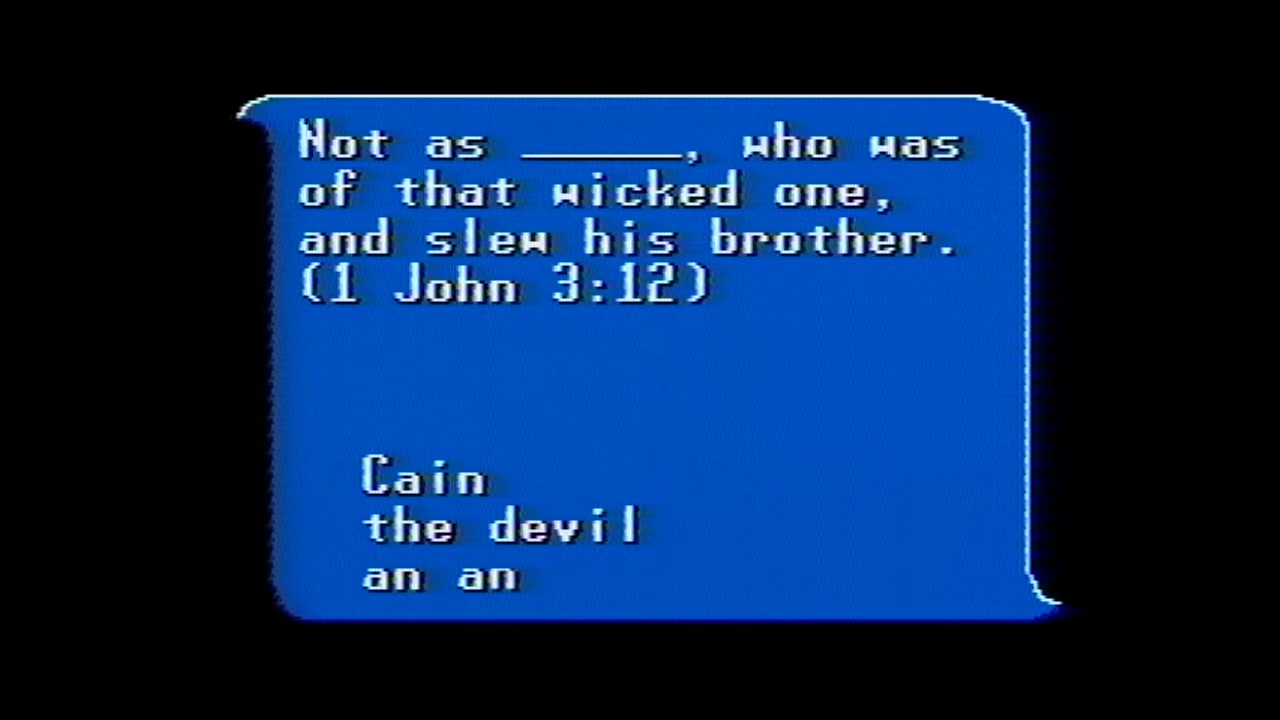 Not as _____, who was
of that wicked one,
and slew his brother.
(1 John 3:12)
Cain
the devil
an an